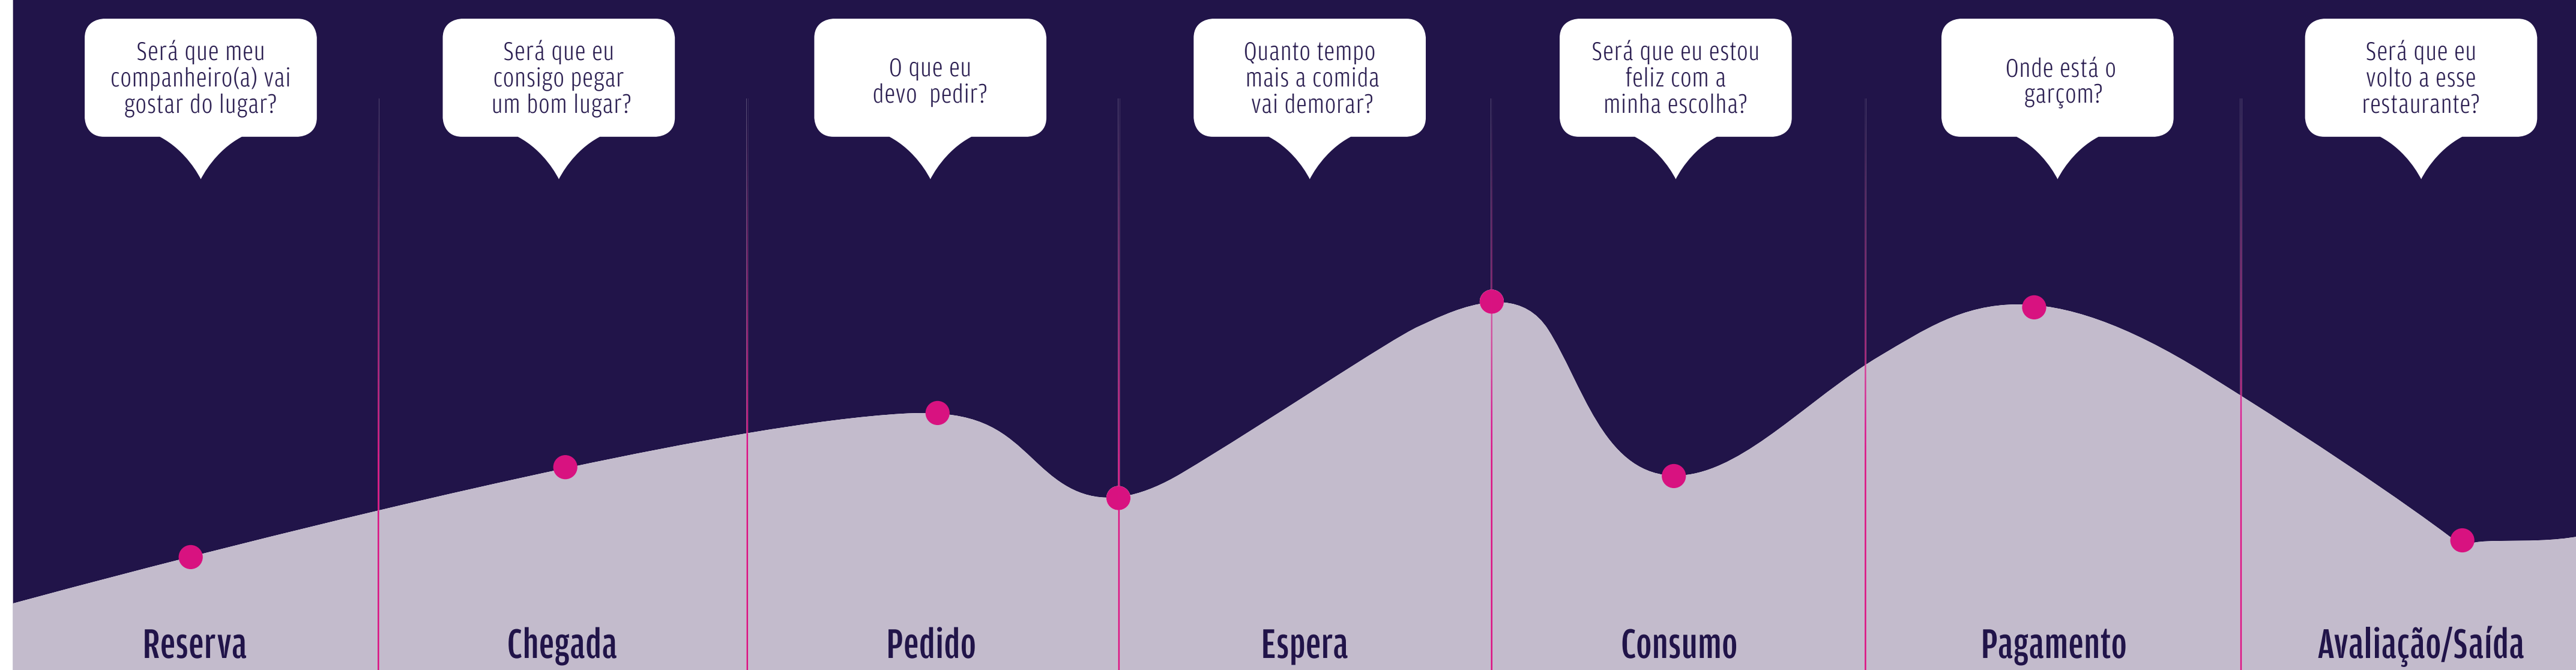 Será que meu
companheiro(a) vai
gostar do lugar?
Será que eu
consigo pegar
um bom lugar?
O que eu
devo pedir?
Quanto tempo
mais a comida
vai demorar?
Será que eu estou
feliz com a
minha escolha?
Onde está o
garçom?
Será que eu
volto a esse
restaurante?
Reserva
Chegada
Pedido
Espera
Consumo
Pagamento
Avaliação/Saída